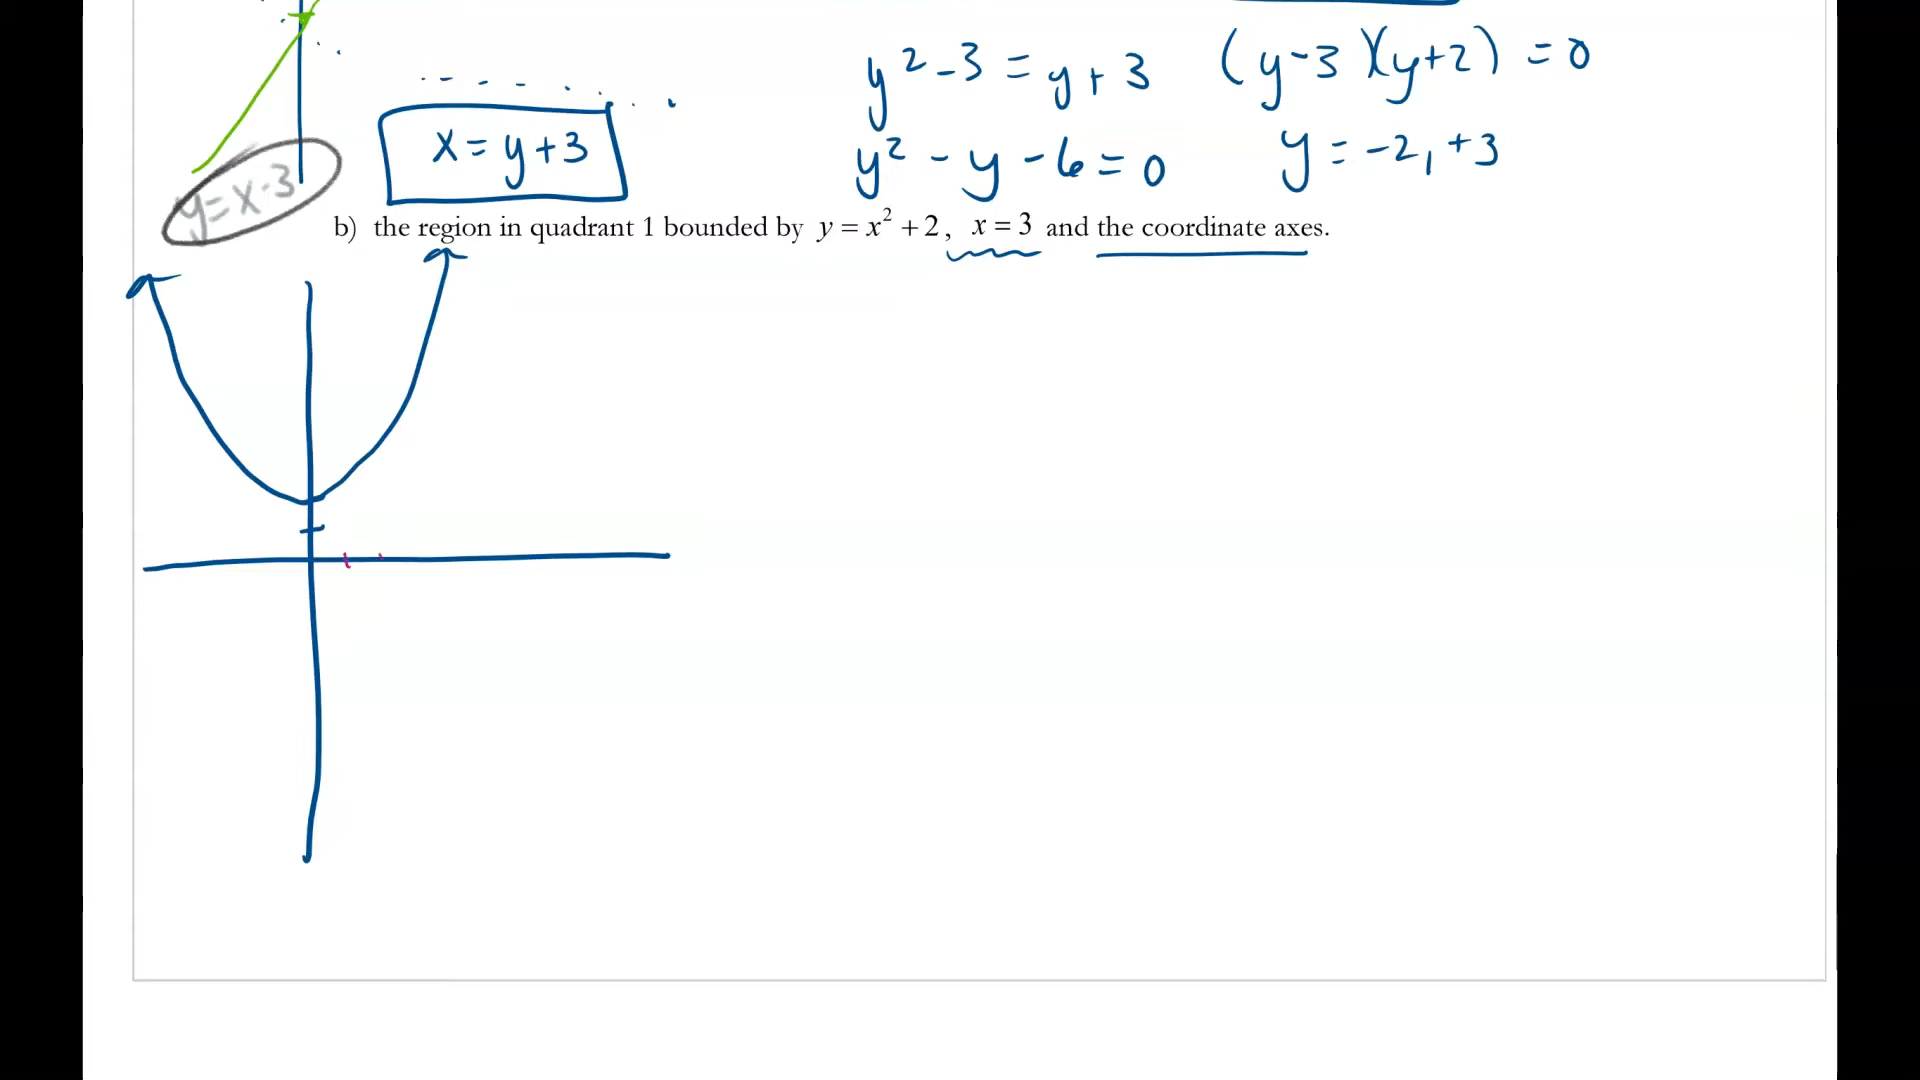 y² - 3 = y + 3 (y - 3)(y + 2) = 0
x = y + 3
y² - y - 6 = 0 y = -2, +3
y = x - 3
b) the region in quadrant 1 bounded by y = x² + 2, x = 3 and the coordinate axes.